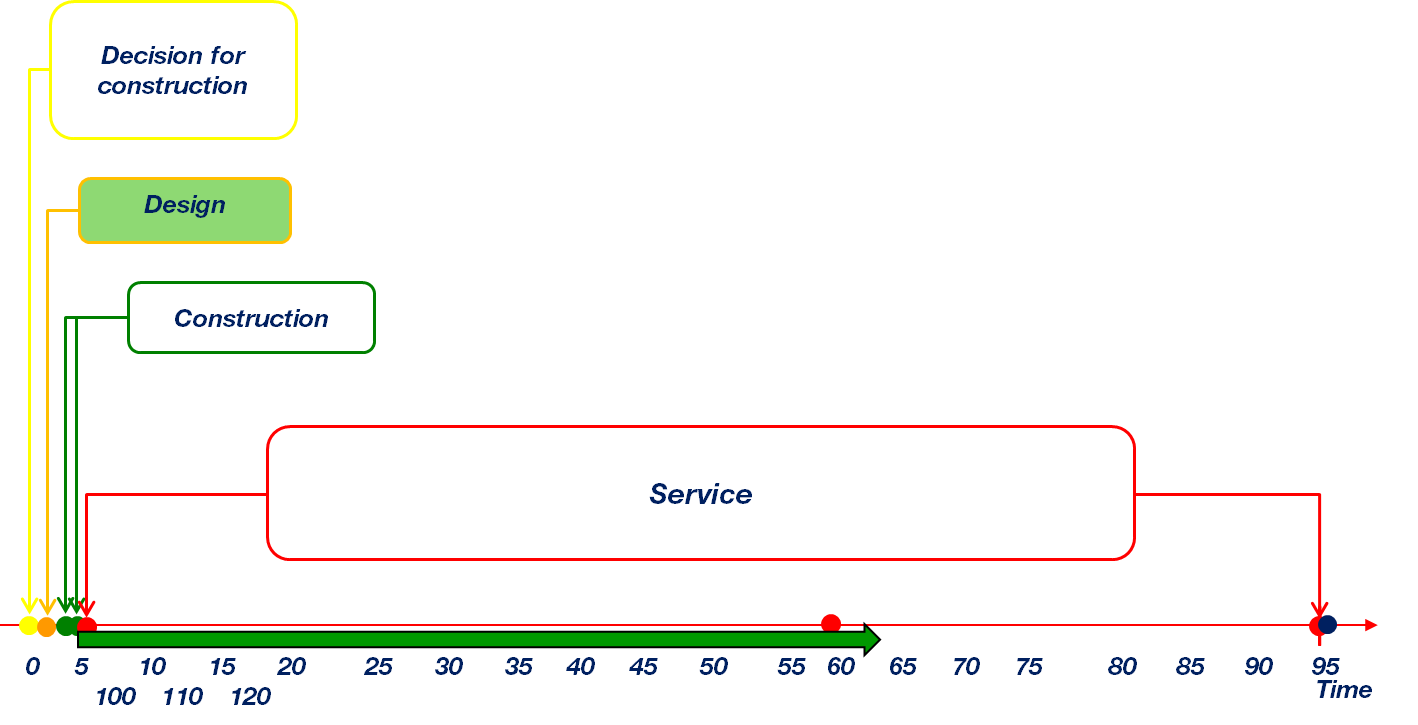 Decision for
construction
Design
Construction
Service
0 5 10 15 20 25 30 35 40 45 50 55 60 65 70 75 80 85 90 95
100 110 120
Time